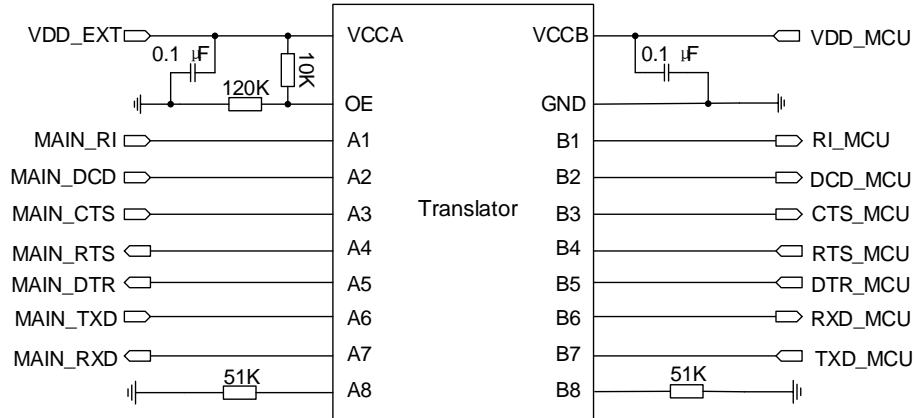 VDD_EXT VCCA VCCB VDD_MCU
0.1 μF 10K 0.1 μF
120K OE GND
MAIN_RI A1 B1 RI_MCU
MAIN_DCD A2 B2 DCD_MCU
MAIN_CTS A3 Translator B3 CTS_MCU
MAIN_RTS A4 B4 RTS_MCU
MAIN_DTR A5 B5 DTR_MCU
MAIN_TXD A6 B6 RXD_MCU
MAIN_RXD A7 B7 TXD_MCU
51K A8 B8 51K